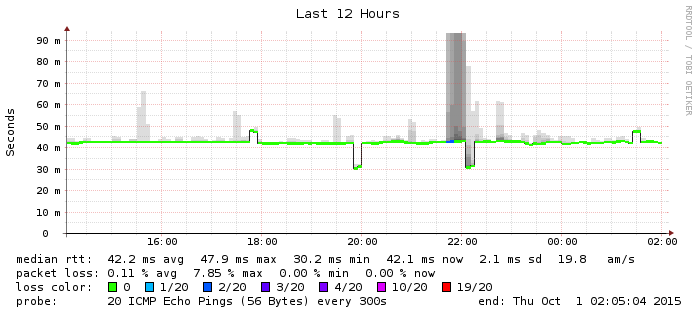 Last 12 Hours
RRDTOOL / TOBI OETIKER
Seconds
90 m
80 m
70 m
60 m
50 m
40 m
30 m
20 m
10 m
0
16:00 18:00 20:00 22:00 00:00 02:00
median rtt: 42.2 ms avg 47.9 ms max 30.2 ms min 42.1 ms now 2.1 ms sd 19.8 am/s
packet loss: 0.11 % avg 7.85 % max 0.00 % min 0.00 % now
loss color: 0 1/20 2/20 3/20 4/20 10/20 19/20
probe: 20 ICMP Echo Pings (56 Bytes) every 300s end: Thu Oct 1 02:05:04 2015